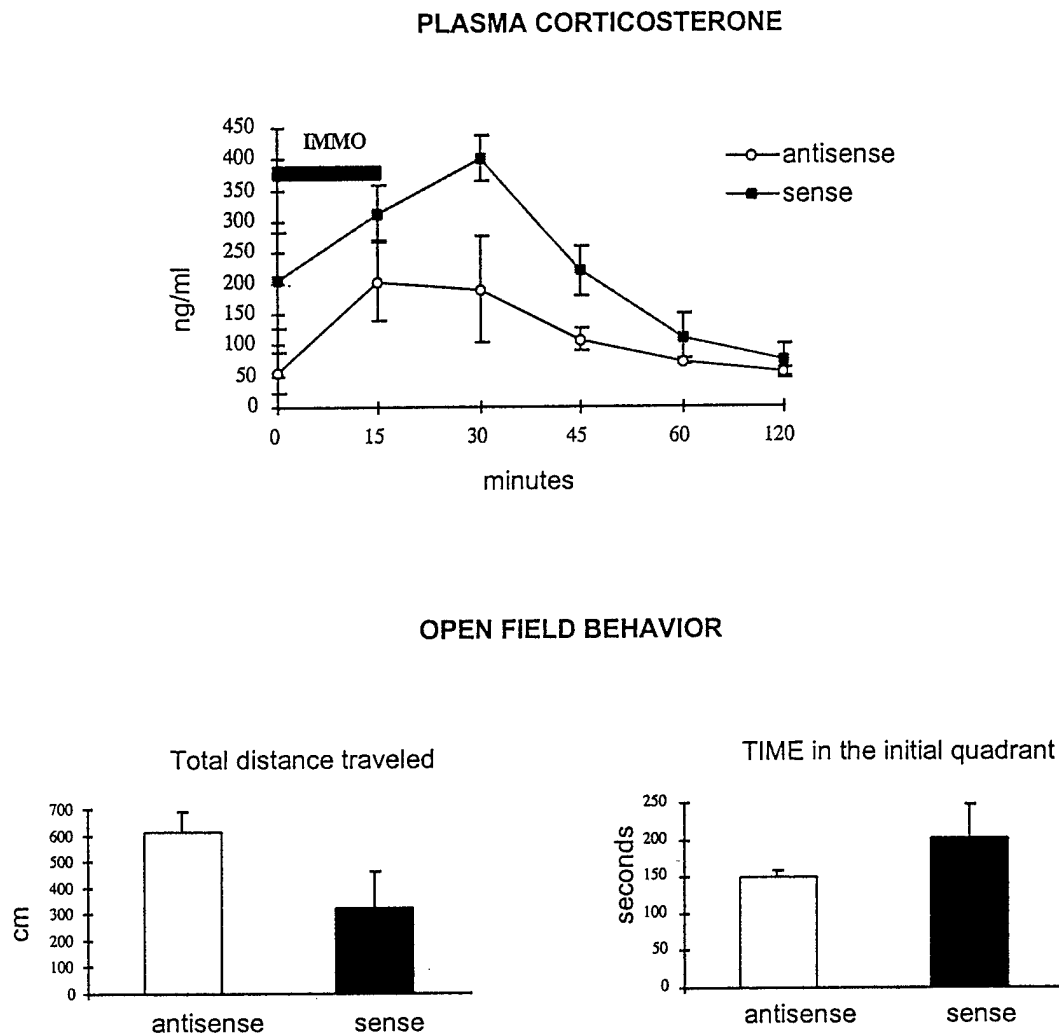 PLASMA CORTICOSTERONE
IMMO
antisense
sense
450
400
350
300
250
200
150
100
50
0
ng/ml
0 15 30 45 60 120
minutes
OPEN FIELD BEHAVIOR
Total distance traveled
700
600
500
400
300
200
100
0
cm
antisense sense
TIME in the initial quadrant
250
200
150
100
50
0
seconds
antisense sense